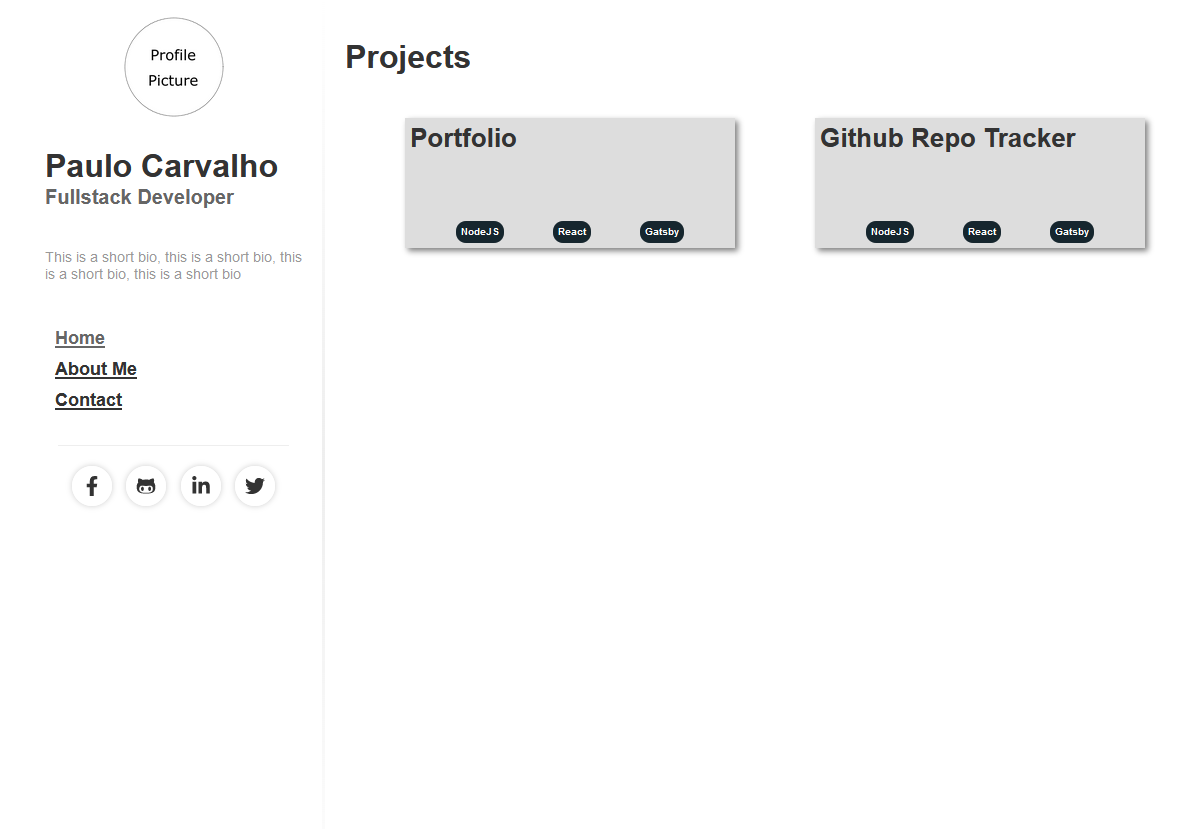 Profile
Picture
Paulo Carvalho
Fullstack Developer
This is a short bio, this is a short bio, this
is a short bio, this is a short bio
Home
About Me
Contact
Projects
Portfolio
NodeJS React Gatsby
Github Repo Tracker
NodeJS React Gatsby